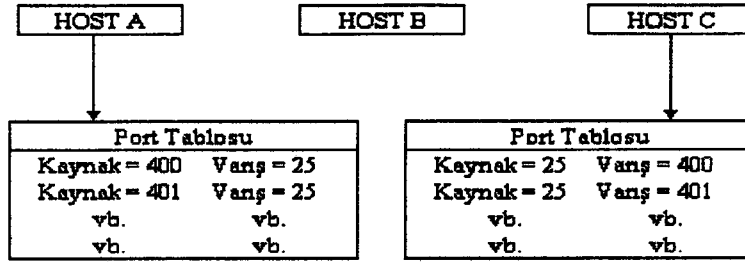 HOST A HOST B HOST C
Port Tablosu
Kaynak = 400 Varış = 25
Kaynak = 401 Varış = 25
vb. vb.
vb. vb.
Port Tablosu
Kaynak = 25 Varış = 400
Kaynak = 25 Varış = 401
vb. vb.
vb. vb.